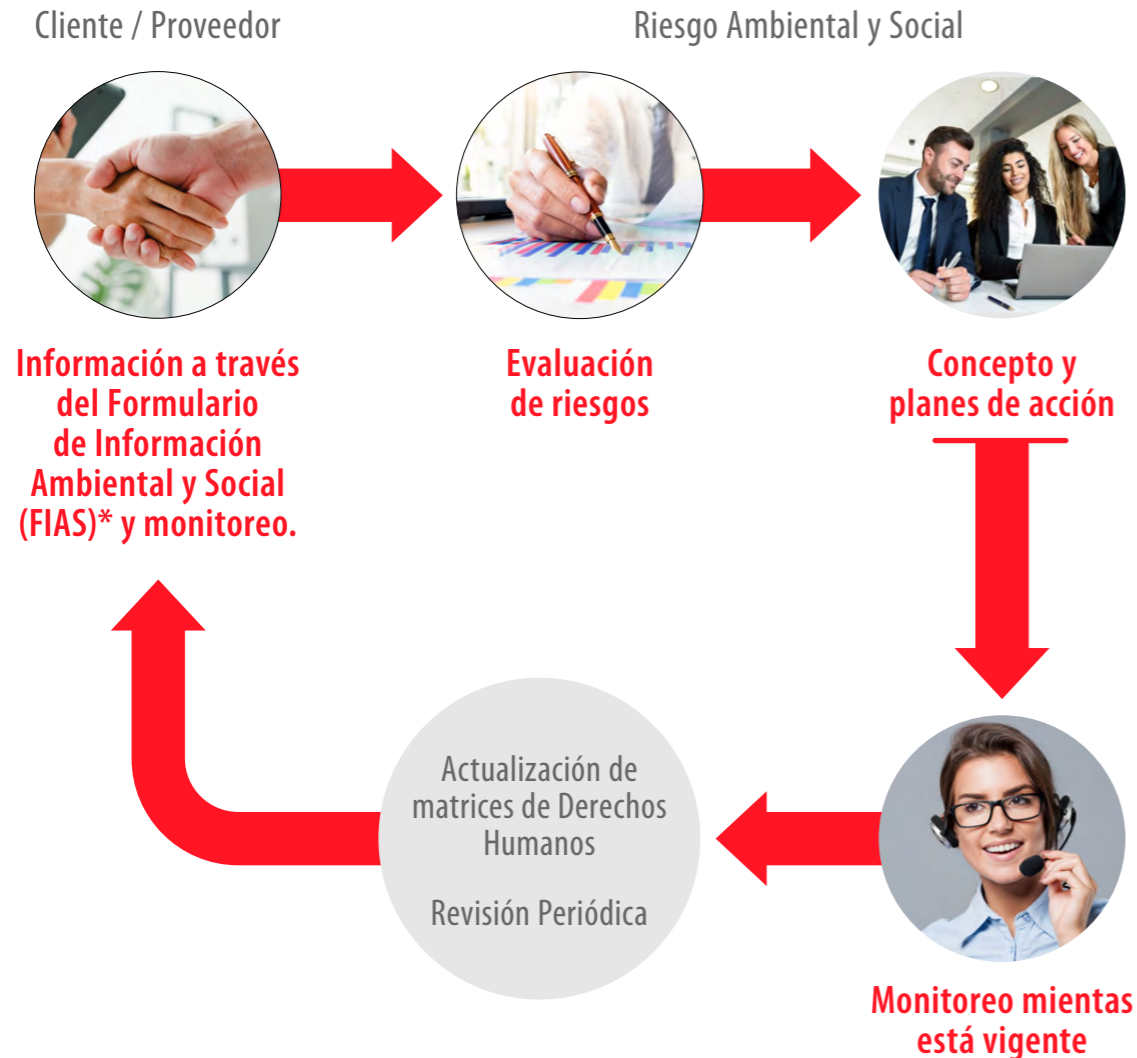 Cliente / Proveedor
Riesgo Ambiental y Social
Información a través
del Formulario
de Información
Ambiental y Social
(FIAS)* y monitoreo.
Evaluación
de riesgos
Concepto y
planes de acción
Actualización de
matrices de Derechos
Humanos
Revisión Periódica
Monitoreo mientas
está vigente